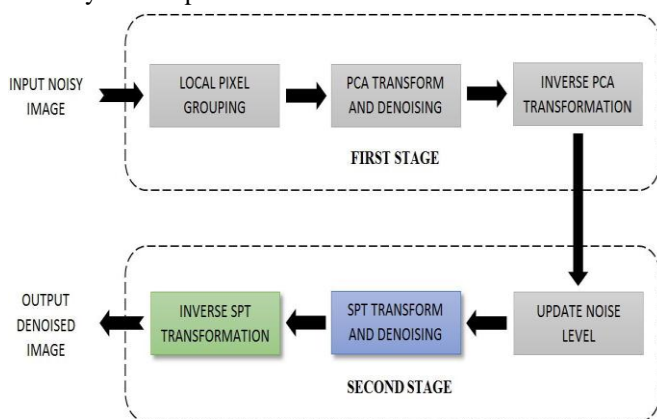 INPUT NOISY
IMAGE
LOCAL PIXEL
GROUPING
PCA TRANSFORM
AND DENOISING
INVERSE PCA
TRANSFORMATION
FIRST STAGE
OUTPUT
DENOISED
IMAGE
INVERSE SPT
TRANSFORMATION
SPT TRANSFORM
AND DENOISING
UPDATE NOISE
LEVEL
SECOND STAGE